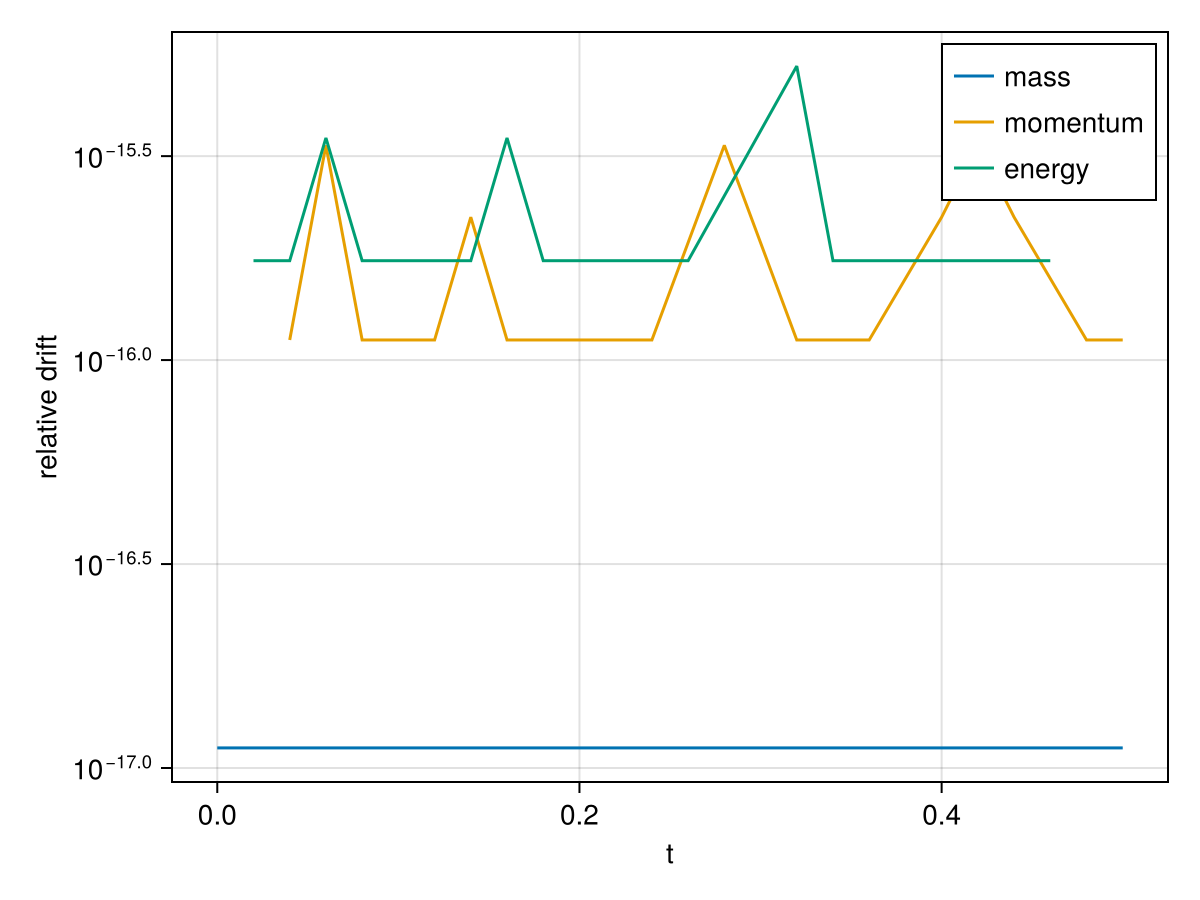 mass
momentum
energy
10⁻¹⁵·⁵
10⁻¹⁶·⁰
10⁻¹⁶·⁵
10⁻¹⁷·⁰
relative drift
0.0
0.2
0.4
t